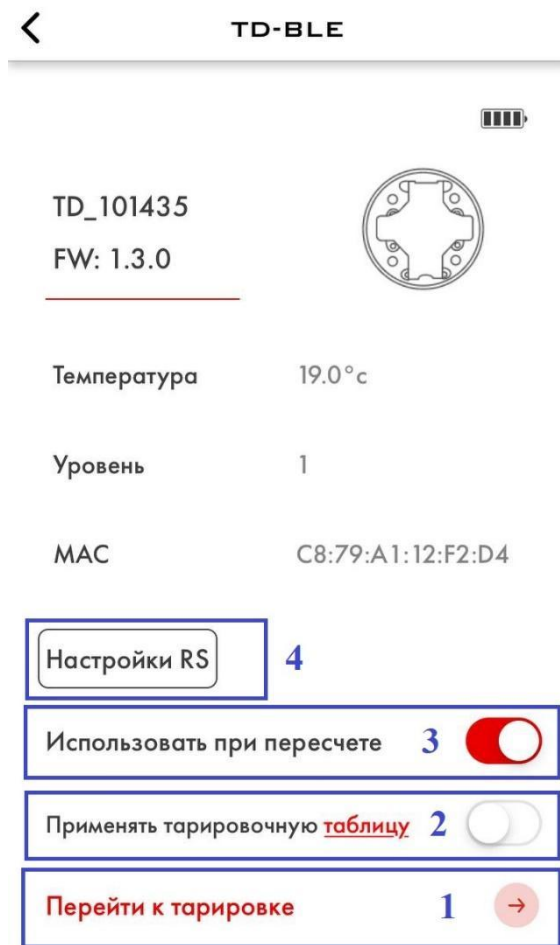 TD-BLE
TD_101435
FW: 1.3.0
Температура 19.0°c
Уровень 1
MAC C8:79:A1:12:F2:D4
Настройки RS 4
Использовать при пересчете 3
Применять тарировочную таблицу 2
Перейти к тарировке 1